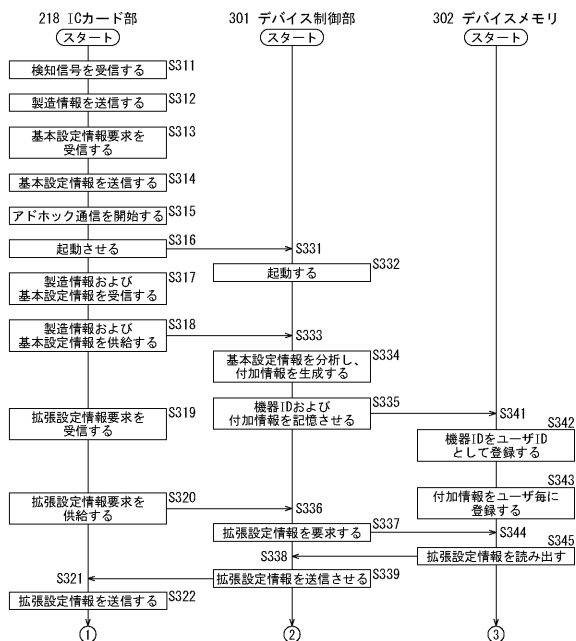 218 ICカード部
301 デバイス制御部
302 デバイスメモリ
スタート
スタート
スタート
検知信号を受信する
S311
製造情報を送信する
S312
基本設定情報要求を
受信する
S313
基本設定情報を送信する
S314
アドホック通信を開始する
S315
起動させる
S316
S331
起動する
S332
製造情報および
基本設定情報を受信する
S317
製造情報および
基本設定情報を供給する
S318
S333
基本設定情報を分析し、
付加情報を生成する
S334
機器IDおよび
付加情報を記憶させる
S335
S341
拡張設定情報要求を
受信する
S319
機器IDをユーザID
として登録する
S342
付加情報をユーザ毎に
登録する
S343
拡張設定情報要求を
供給する
S320
S336
拡張設定情報を要求する
S337
S344
拡張設定情報を読み出す
S345
S338
拡張設定情報を送信させる
S339
S321
拡張設定情報を送信する
S322
①
②
③